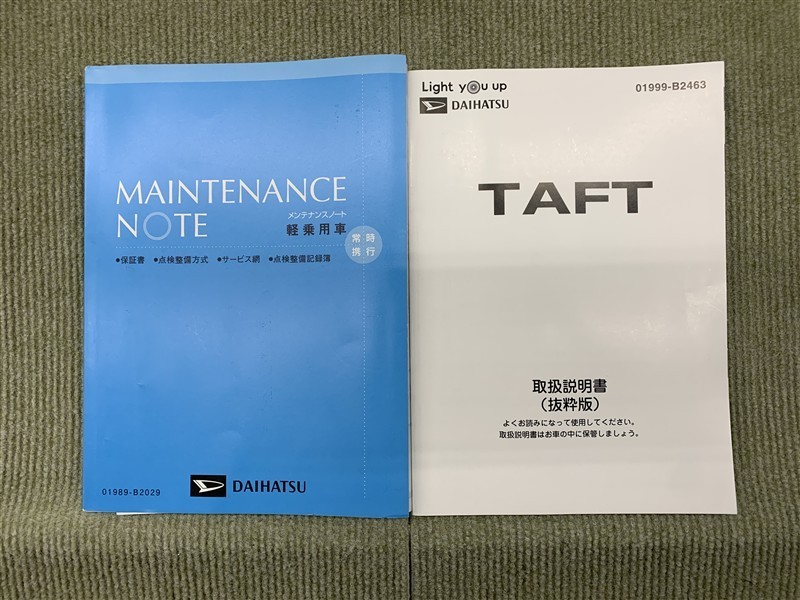 MAINTENANCE
NOTE
メンテナンスノート
軽乗用車
常時
携行
●保証書 ●点検整備方式 ●サービス網 ●点検整備記録簿
01989-B2029
DAIHATSU
Light you up
DAIHATSU
01999-B2463
TAFT
取扱説明書
（抜粋版）
よくお読みになって使用してください。
取扱説明書はお車の中に保管しましょう。